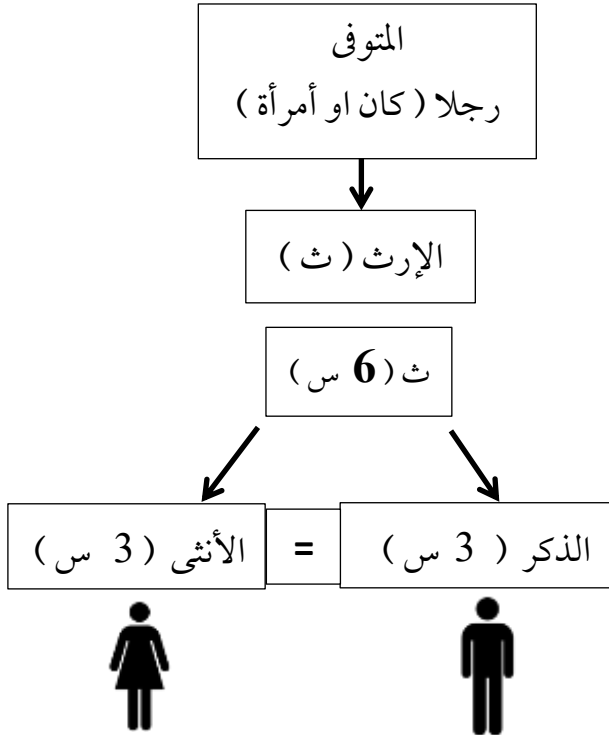 المتوفى
رجلا ( كان او أمرأة )
الإرث ( ث )
ث ( 6 س )
الذكر ( 3 س ) = الأنثى ( 3 س )